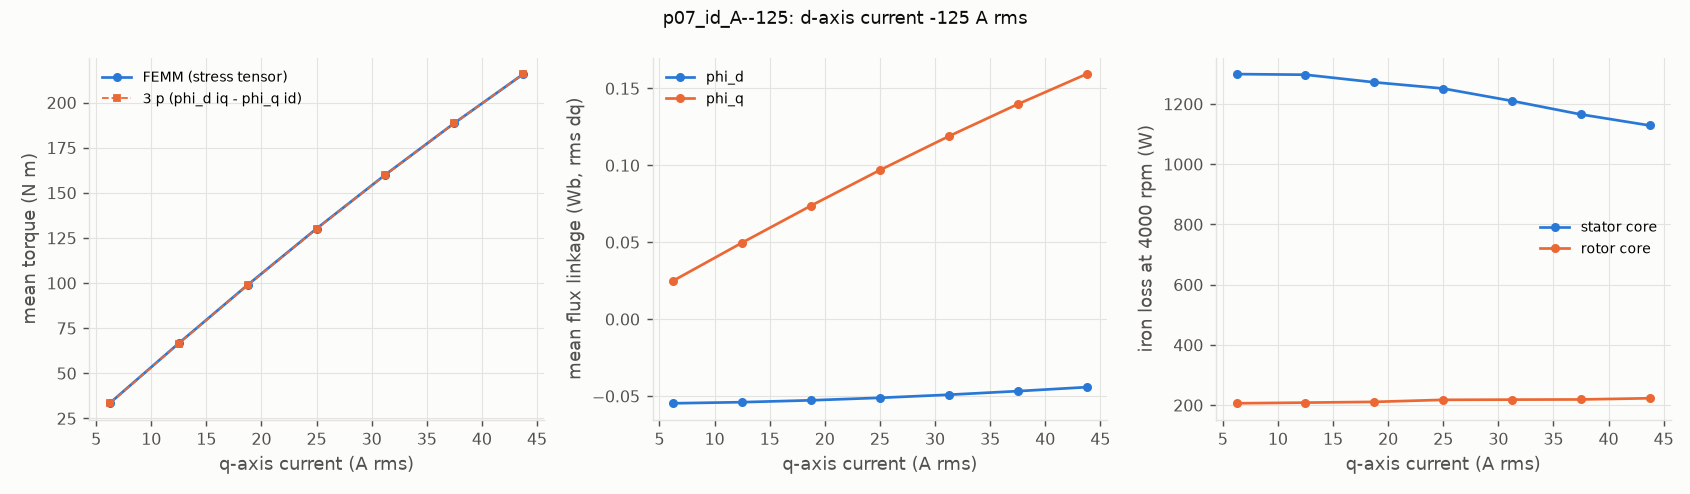 p07_id_A--125: d-axis current -125 A rms
mean torque (N m)
200
175
150
125
100
75
50
25
5 10 15 20 25 30 35 40 45
q-axis current (A rms)
FEMM (stress tensor)
3 p (phi_d iq - phi_q id)
mean flux linkage (Wb, rms dq)
0.15
0.10
0.05
0.00
−0.05
5 10 15 20 25 30 35 40 45
q-axis current (A rms)
phi_d
phi_q
iron loss at 4000 rpm (W)
1200
1000
800
600
400
200
5 10 15 20 25 30 35 40 45
q-axis current (A rms)
stator core
rotor core